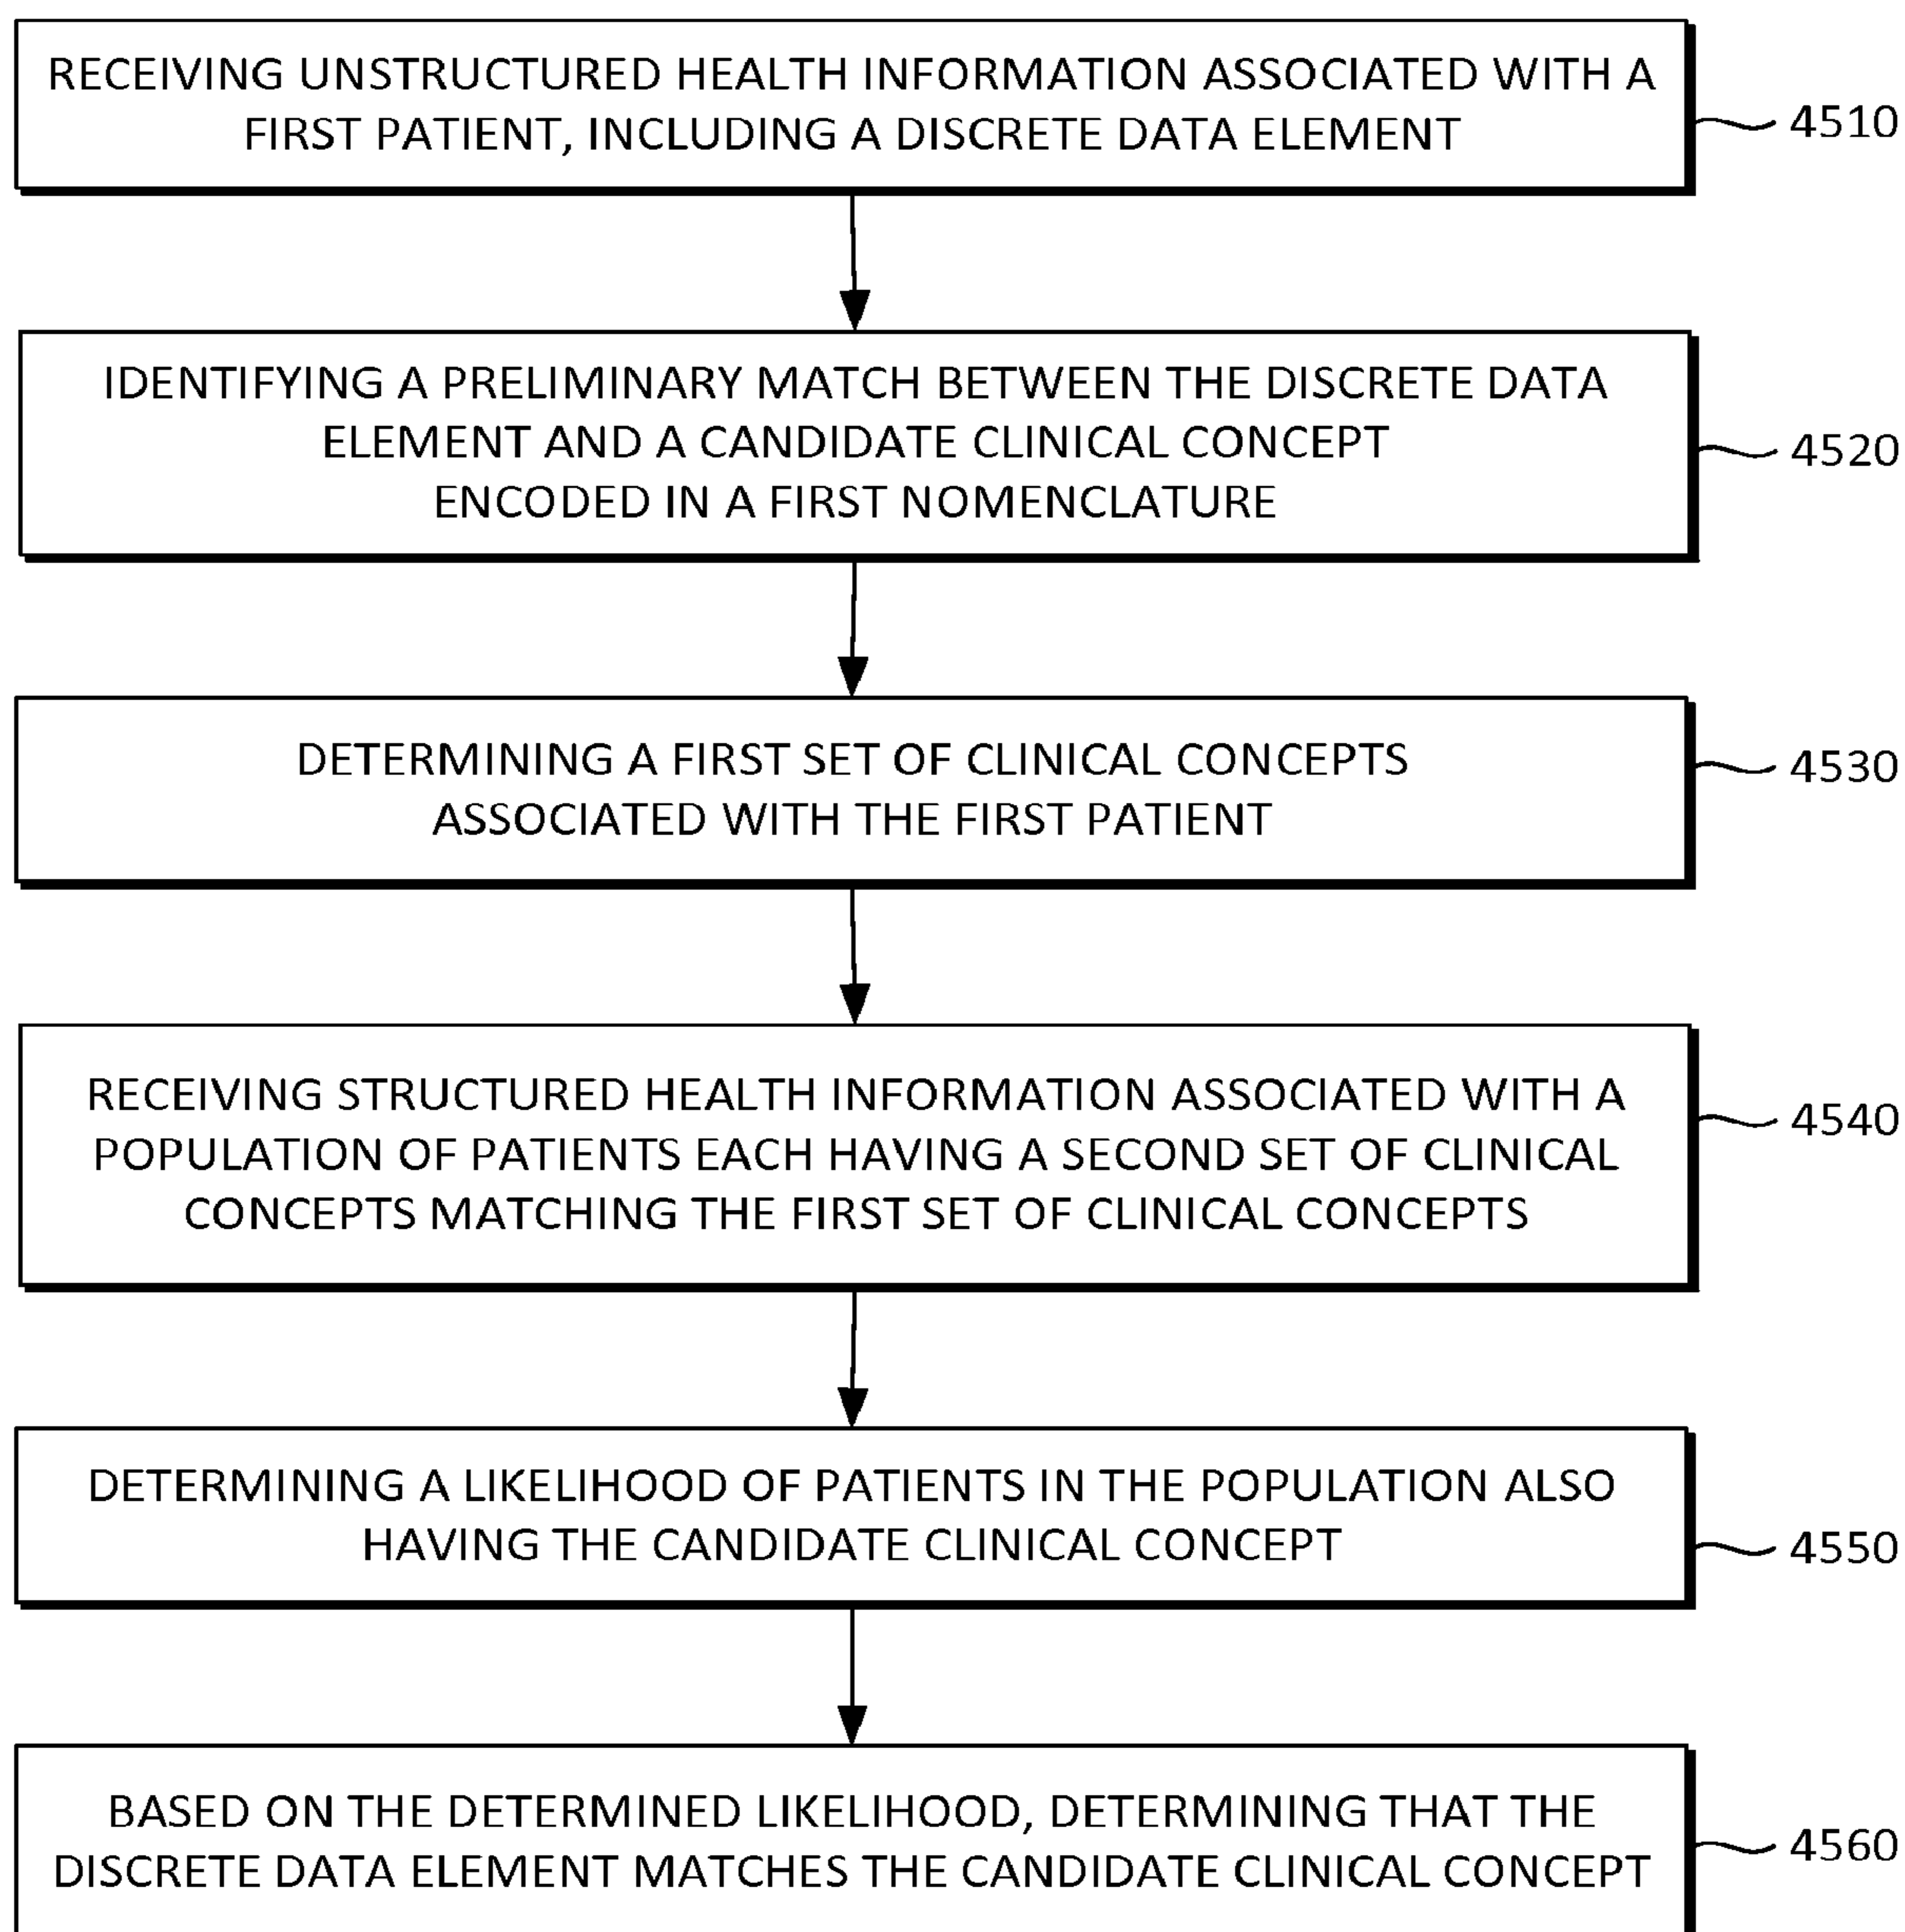 RECEIVING UNSTRUCTURED HEALTH INFORMATION ASSOCIATED WITH A
FIRST PATIENT, INCLUDING A DISCRETE DATA ELEMENT
4510
IDENTIFYING A PRELIMINARY MATCH BETWEEN THE DISCRETE DATA
ELEMENT AND A CANDIDATE CLINICAL CONCEPT
ENCODED IN A FIRST NOMENCLATURE
4520
DETERMINING A FIRST SET OF CLINICAL CONCEPTS
ASSOCIATED WITH THE FIRST PATIENT
4530
RECEIVING STRUCTURED HEALTH INFORMATION ASSOCIATED WITH A
POPULATION OF PATIENTS EACH HAVING A SECOND SET OF CLINICAL
CONCEPTS MATCHING THE FIRST SET OF CLINICAL CONCEPTS
4540
DETERMINING A LIKELIHOOD OF PATIENTS IN THE POPULATION ALSO
HAVING THE CANDIDATE CLINICAL CONCEPT
4550
BASED ON THE DETERMINED LIKELIHOOD, DETERMINING THAT THE
DISCRETE DATA ELEMENT MATCHES THE CANDIDATE CLINICAL CONCEPT
4560